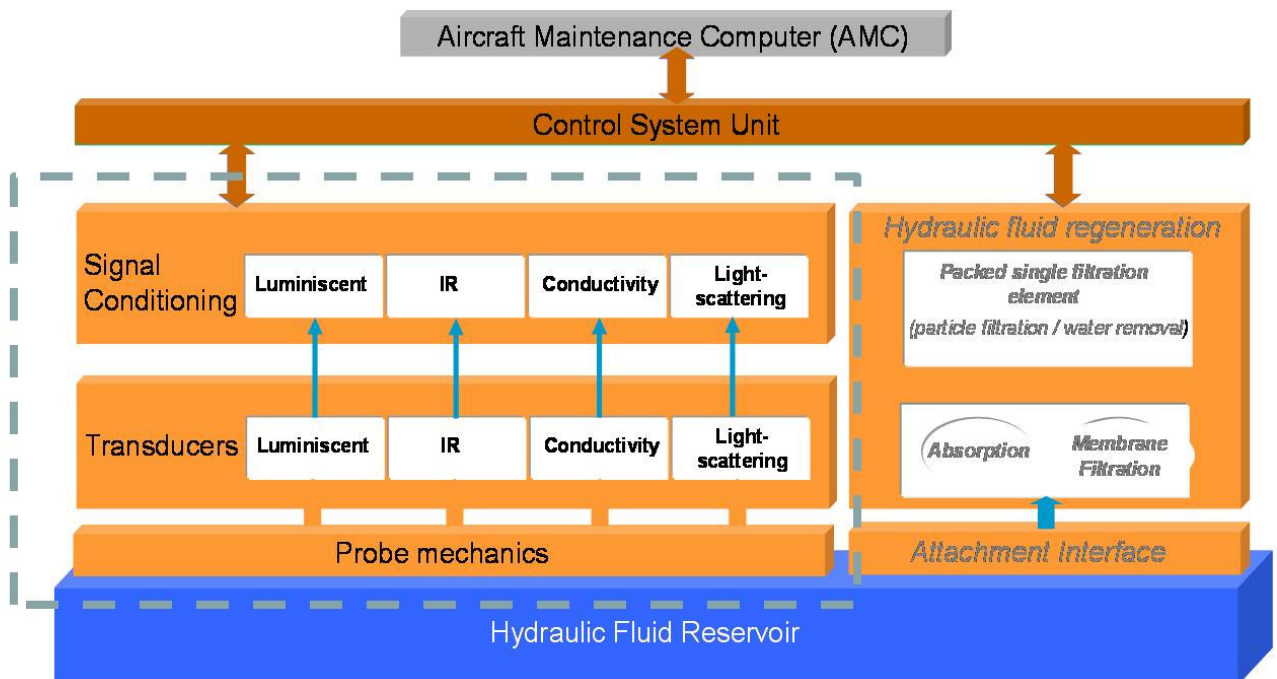 Aircraft Maintenance Computer (AMC)
Control System Unit
Signal
Conditioning
Luminiscent
IR
Conductivity
Light-
scattering
Transducers
Luminiscent
IR
Conductivity
Light-
scattering
Probe mechanics
Hydraulic fluid regeneration
Packed single filtration
element
(particle filtration / water removal)
Absorption
Membrane
Filtration
Attachment Interface
Hydraulic Fluid Reservoir